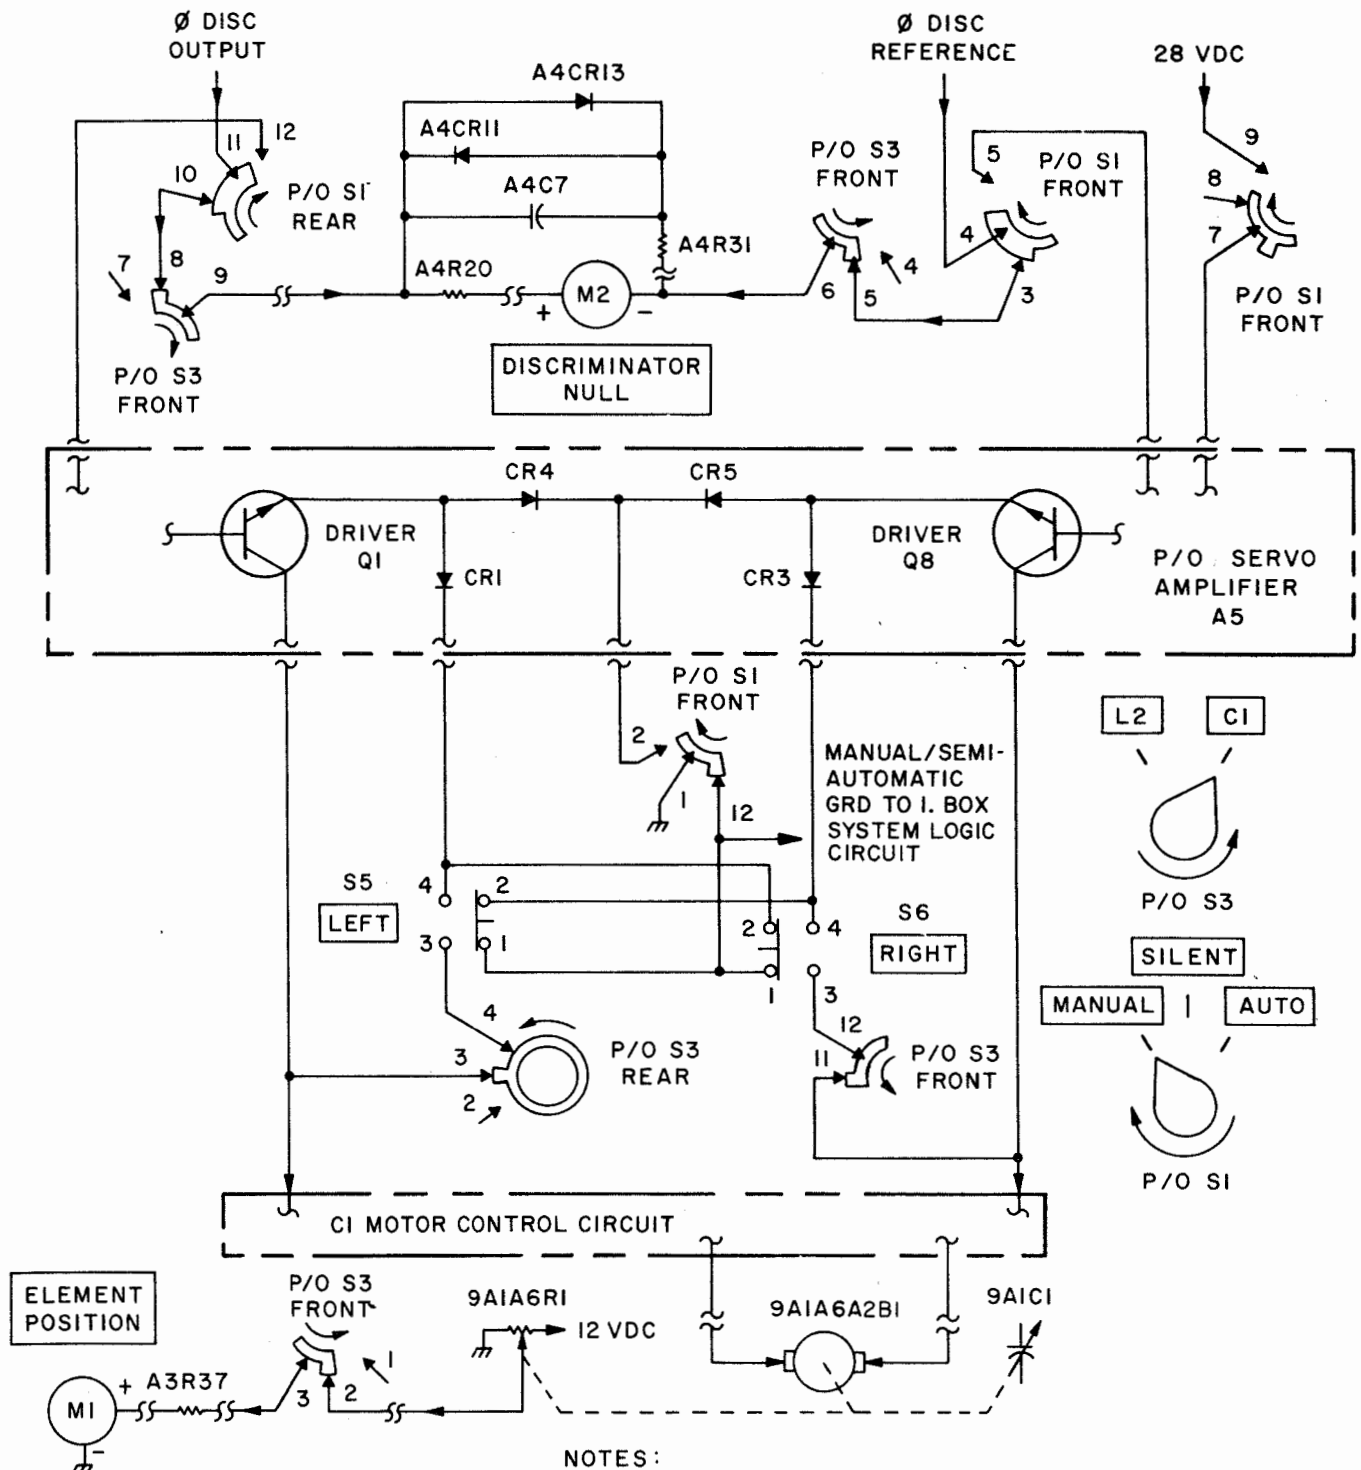 Ø DISC
OUTPUT
Ø DISC
REFERENCE
28 VDC
A4CR13
A4CR11
A4C7
A4R31
A4R20
11
12
10
P/O S1
REAR
7
8
9
P/O S3
FRONT
+
M2
-
DISCRIMINATOR
NULL
P/O S3
FRONT
6
5
4
5
P/O S1
FRONT
4
3
9
8
7
P/O S1
FRONT
CR4
CR5
DRIVER
Q1
CR1
CR3
DRIVER
Q8
P/O SERVO
AMPLIFIER
A5
P/O S1
FRONT
2
1
12
MANUAL/SEMI-
AUTOMATIC
GRD TO I. BOX
SYSTEM LOGIC
CIRCUIT
L2
C1
P/O S3
S5
LEFT
4
2
3
1
S6
RIGHT
2
4
1
3
SILENT
MANUAL
AUTO
P/O S1
4
3
2
P/O S3
REAR
12
11
P/O S3
FRONT
C1 MOTOR CONTROL CIRCUIT
ELEMENT
POSITION
P/O S3
FRONT
9A1A6R1
12 VDC
9A1A6A2B1
9A1C1
1
3
2
M1
+
-
A3R37
NOTES: